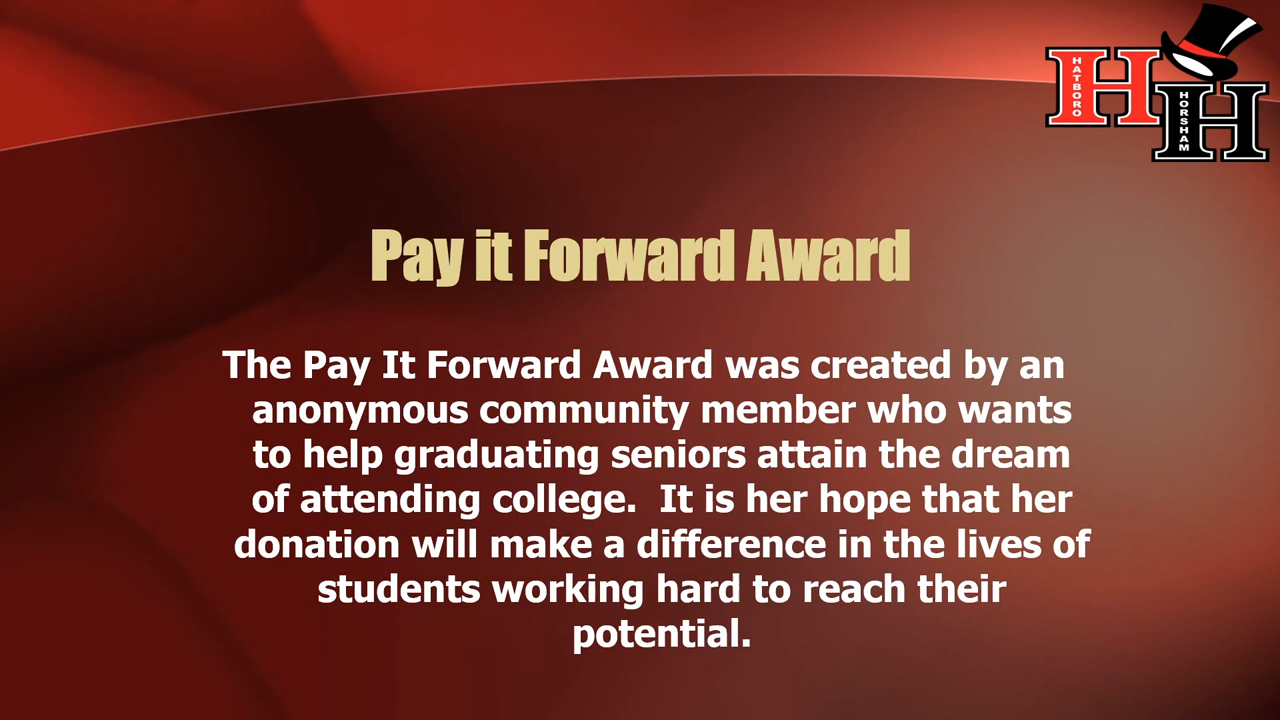 HATBORO
HORSHAM
Pay it Forward Award
The Pay It Forward Award was created by an
anonymous community member who wants
to help graduating seniors attain the dream
of attending college.  It is her hope that her
donation will make a difference in the lives of
students working hard to reach their
potential.